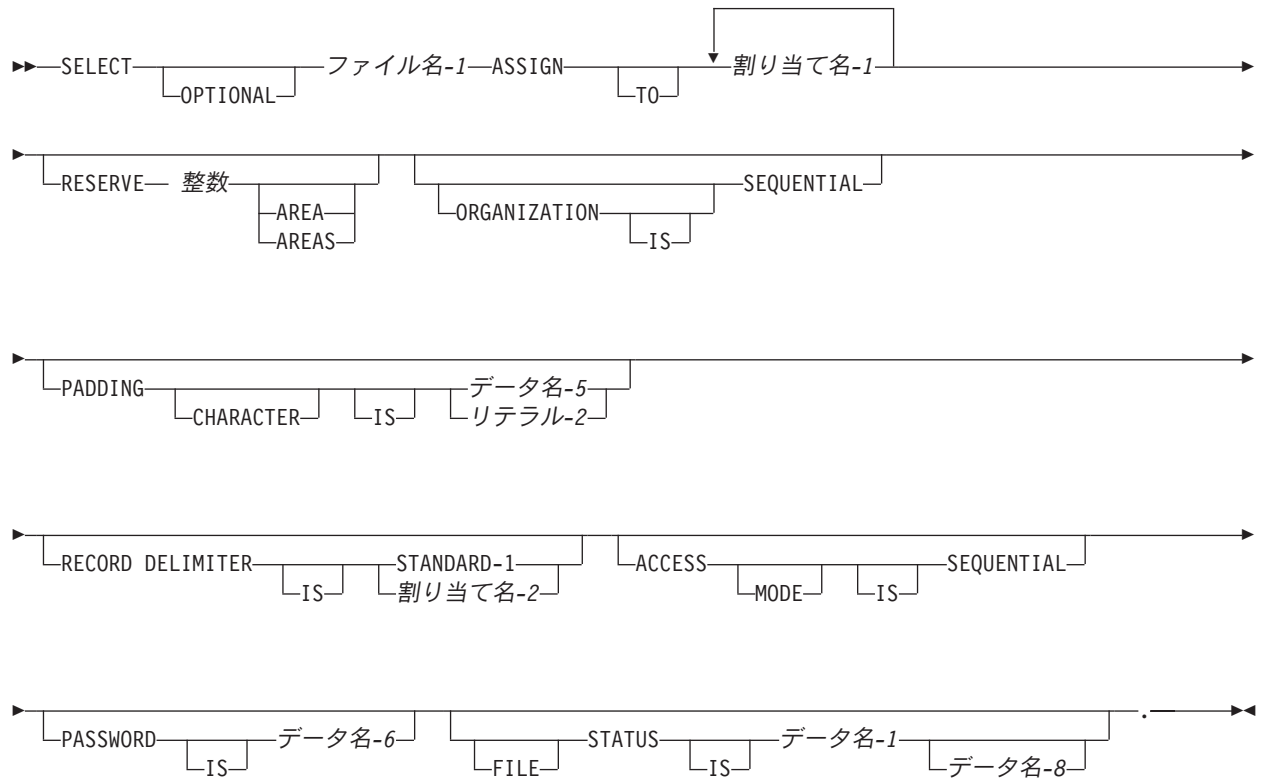 SELECT ファイル名-1 ASSIGN 割り当て名-1
OPTIONAL TO
RESERVE 整数 SEQUENTIAL
AREA ORGANIZATION
AREAS IS
PADDING データ名-5
CHARACTER IS リテラル-2
RECORD DELIMITER STANDARD-1 ACCESS SEQUENTIAL
IS 割り当て名-2 MODE IS
PASSWORD データ名-6 STATUS データ名-1 .
IS FILE IS データ名-8